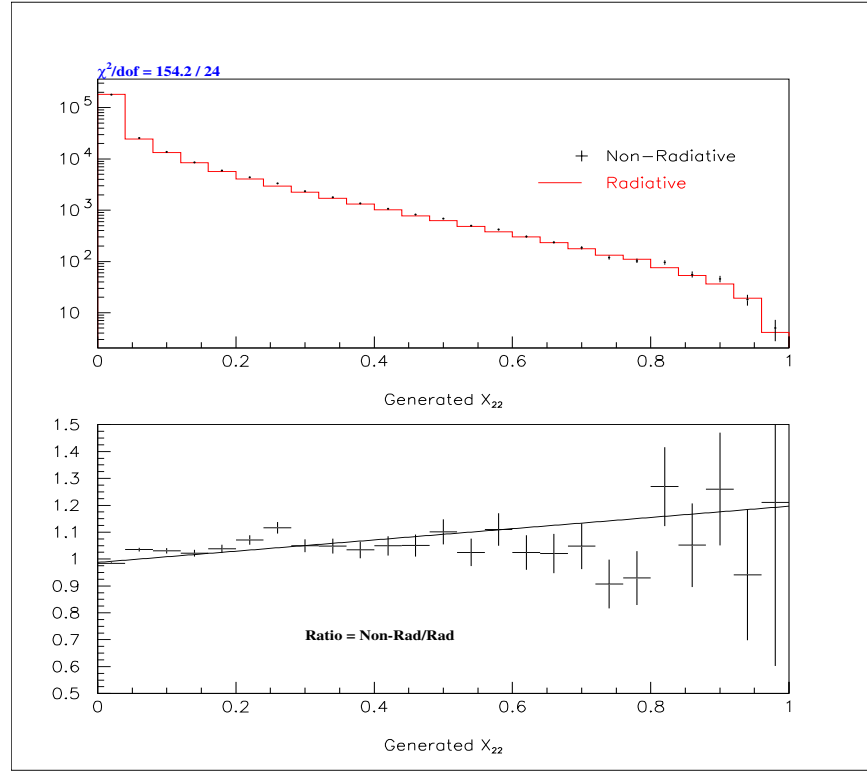 χ²/dof = 154.2 / 24
10⁵
10⁴
10³
10²
10
Non-Radiative
Radiative
0 0.2 0.4 0.6 0.8 1
Generated X₂₂
1.5
1.4
1.3
1.2
1.1
1
0.9
0.8
0.7
0.6
0.5
Ratio = Non-Rad/Rad
0 0.2 0.4 0.6 0.8 1
Generated X₂₂